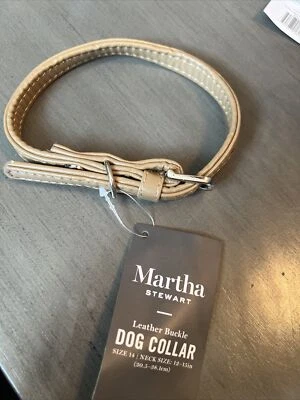 Martha
STEWART
Leather Buckle
DOG COLLAR
SIZE 14 | NECK SIZE: 12-15in
(30.5-38.1cm)